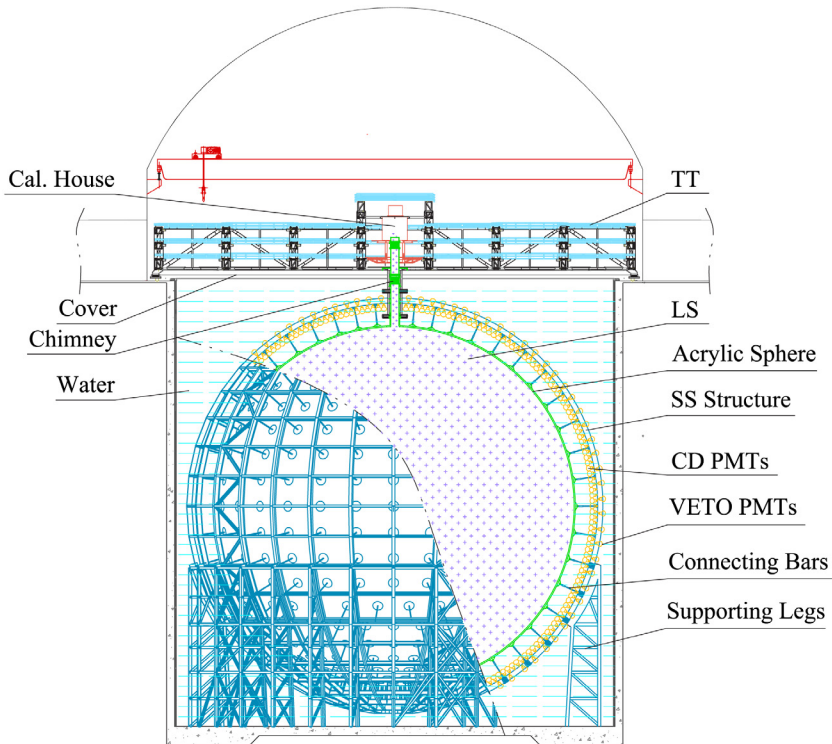 Cal. House
TT
Cover
Chimney
Water
LS
Acrylic Sphere
SS Structure
CD PMTs
VETO PMTs
Connecting Bars
Supporting Legs